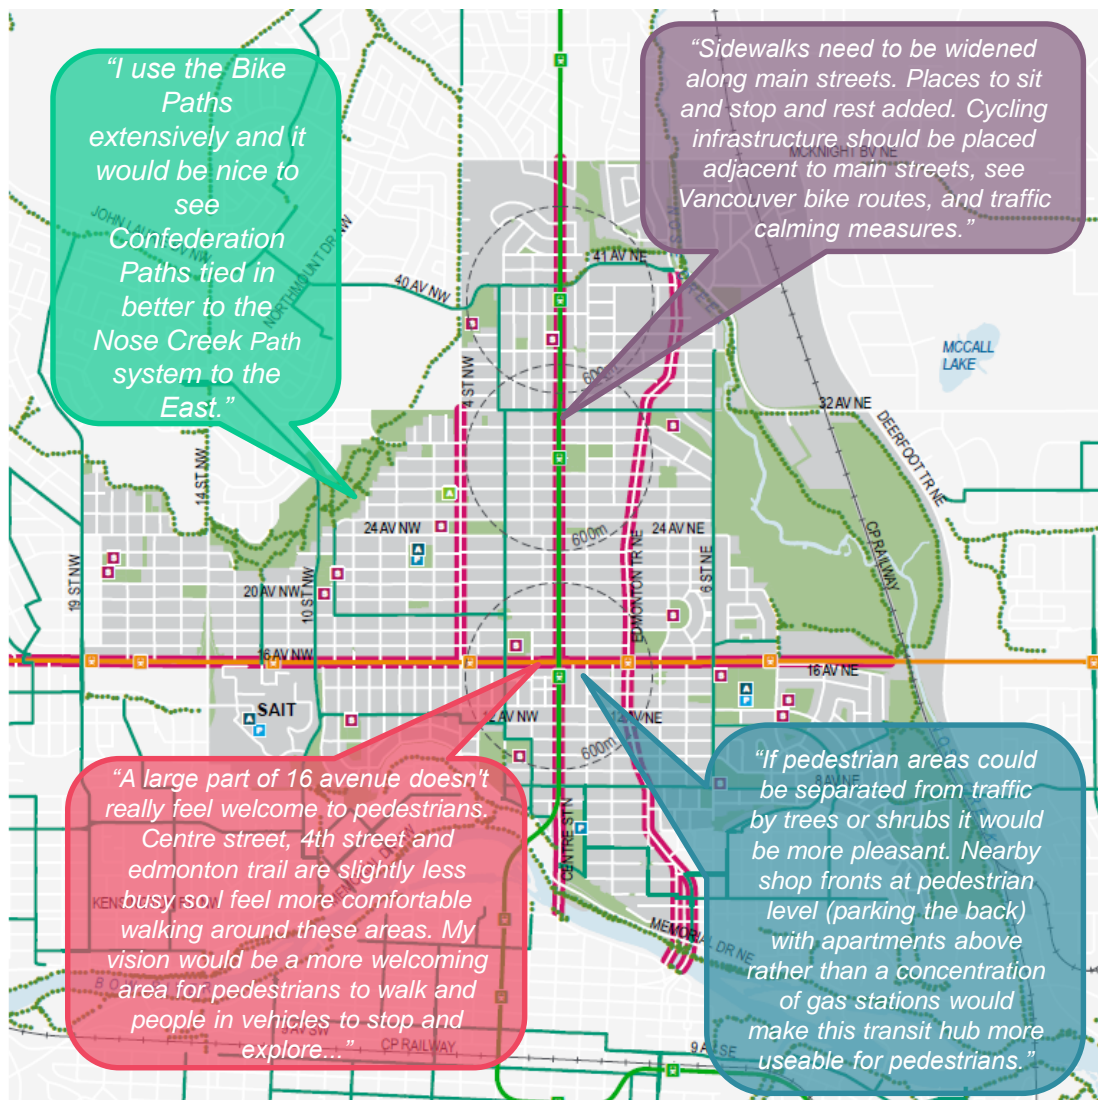 “I use the Bike
Paths
extensively and it
would be nice to
see
Confederation
Paths tied in
better to the
Nose Creek Path
system to the
East.”
“Sidewalks need to be widened
along main streets. Places to sit
and stop and rest added. Cycling
infrastructure should be placed
adjacent to main streets, see
Vancouver bike routes, and traffic
calming measures.”
MCKNIGHT BV NE
NORTHMOUNT DR NW
40 AV NW
41 AV NE
MCCALL
LAKE
4 ST NW
600m
32 AV NE
DEERFOOT TR NE
14 ST NW
24 AV NW
600m
24 AV NE
CP RAILWAY
19 ST NW
20 AV NW
10 ST NW
EDMONTON TR NE
6 ST NE
16 AV NW
16 AV NE
SAIT
12 AV NW
12 AV NE
600m
8 AV NE
CENTRE ST N
MEMORIAL DR NE
CP RAILWAY
“A large part of 16 avenue doesn't
really feel welcome to pedestrians.
Centre street, 4th street and
edmonton trail are slightly less
busy so I feel more comfortable
walking around these areas. My
vision would be a more welcoming
area for pedestrians to walk and
people in vehicles to stop and
explore...”
“If pedestrian areas could
be separated from traffic
by trees or shrubs it would
be more pleasant. Nearby
shop fronts at pedestrian
level (parking the back)
with apartments above
rather than a concentration
of gas stations would
make this transit hub more
useable for pedestrians.”